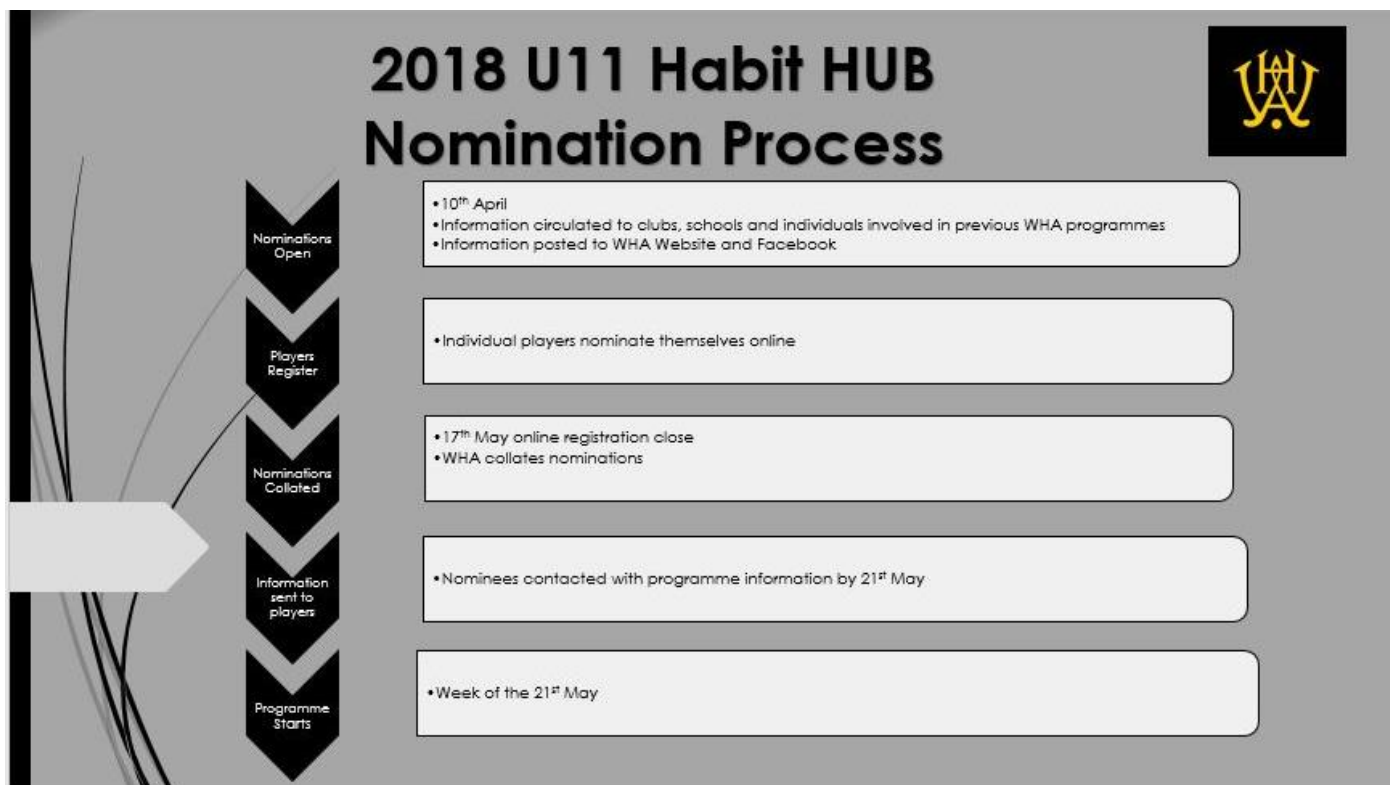 2018 U11 Habit HUB
Nomination Process
WHA
Nominations
Open
•10th April
•Information circulated to clubs, schools and individuals involved in previous WHA programmes
•Information posted to WHA Website and Facebook
Players
Register
•Individual players nominate themselves online
Nominations
Collated
•17th May online registration close
•WHA collates nominations
Information
sent to
players
•Nominees contacted with programme information by 21st May
Programme
Starts
•Week of the 21st May